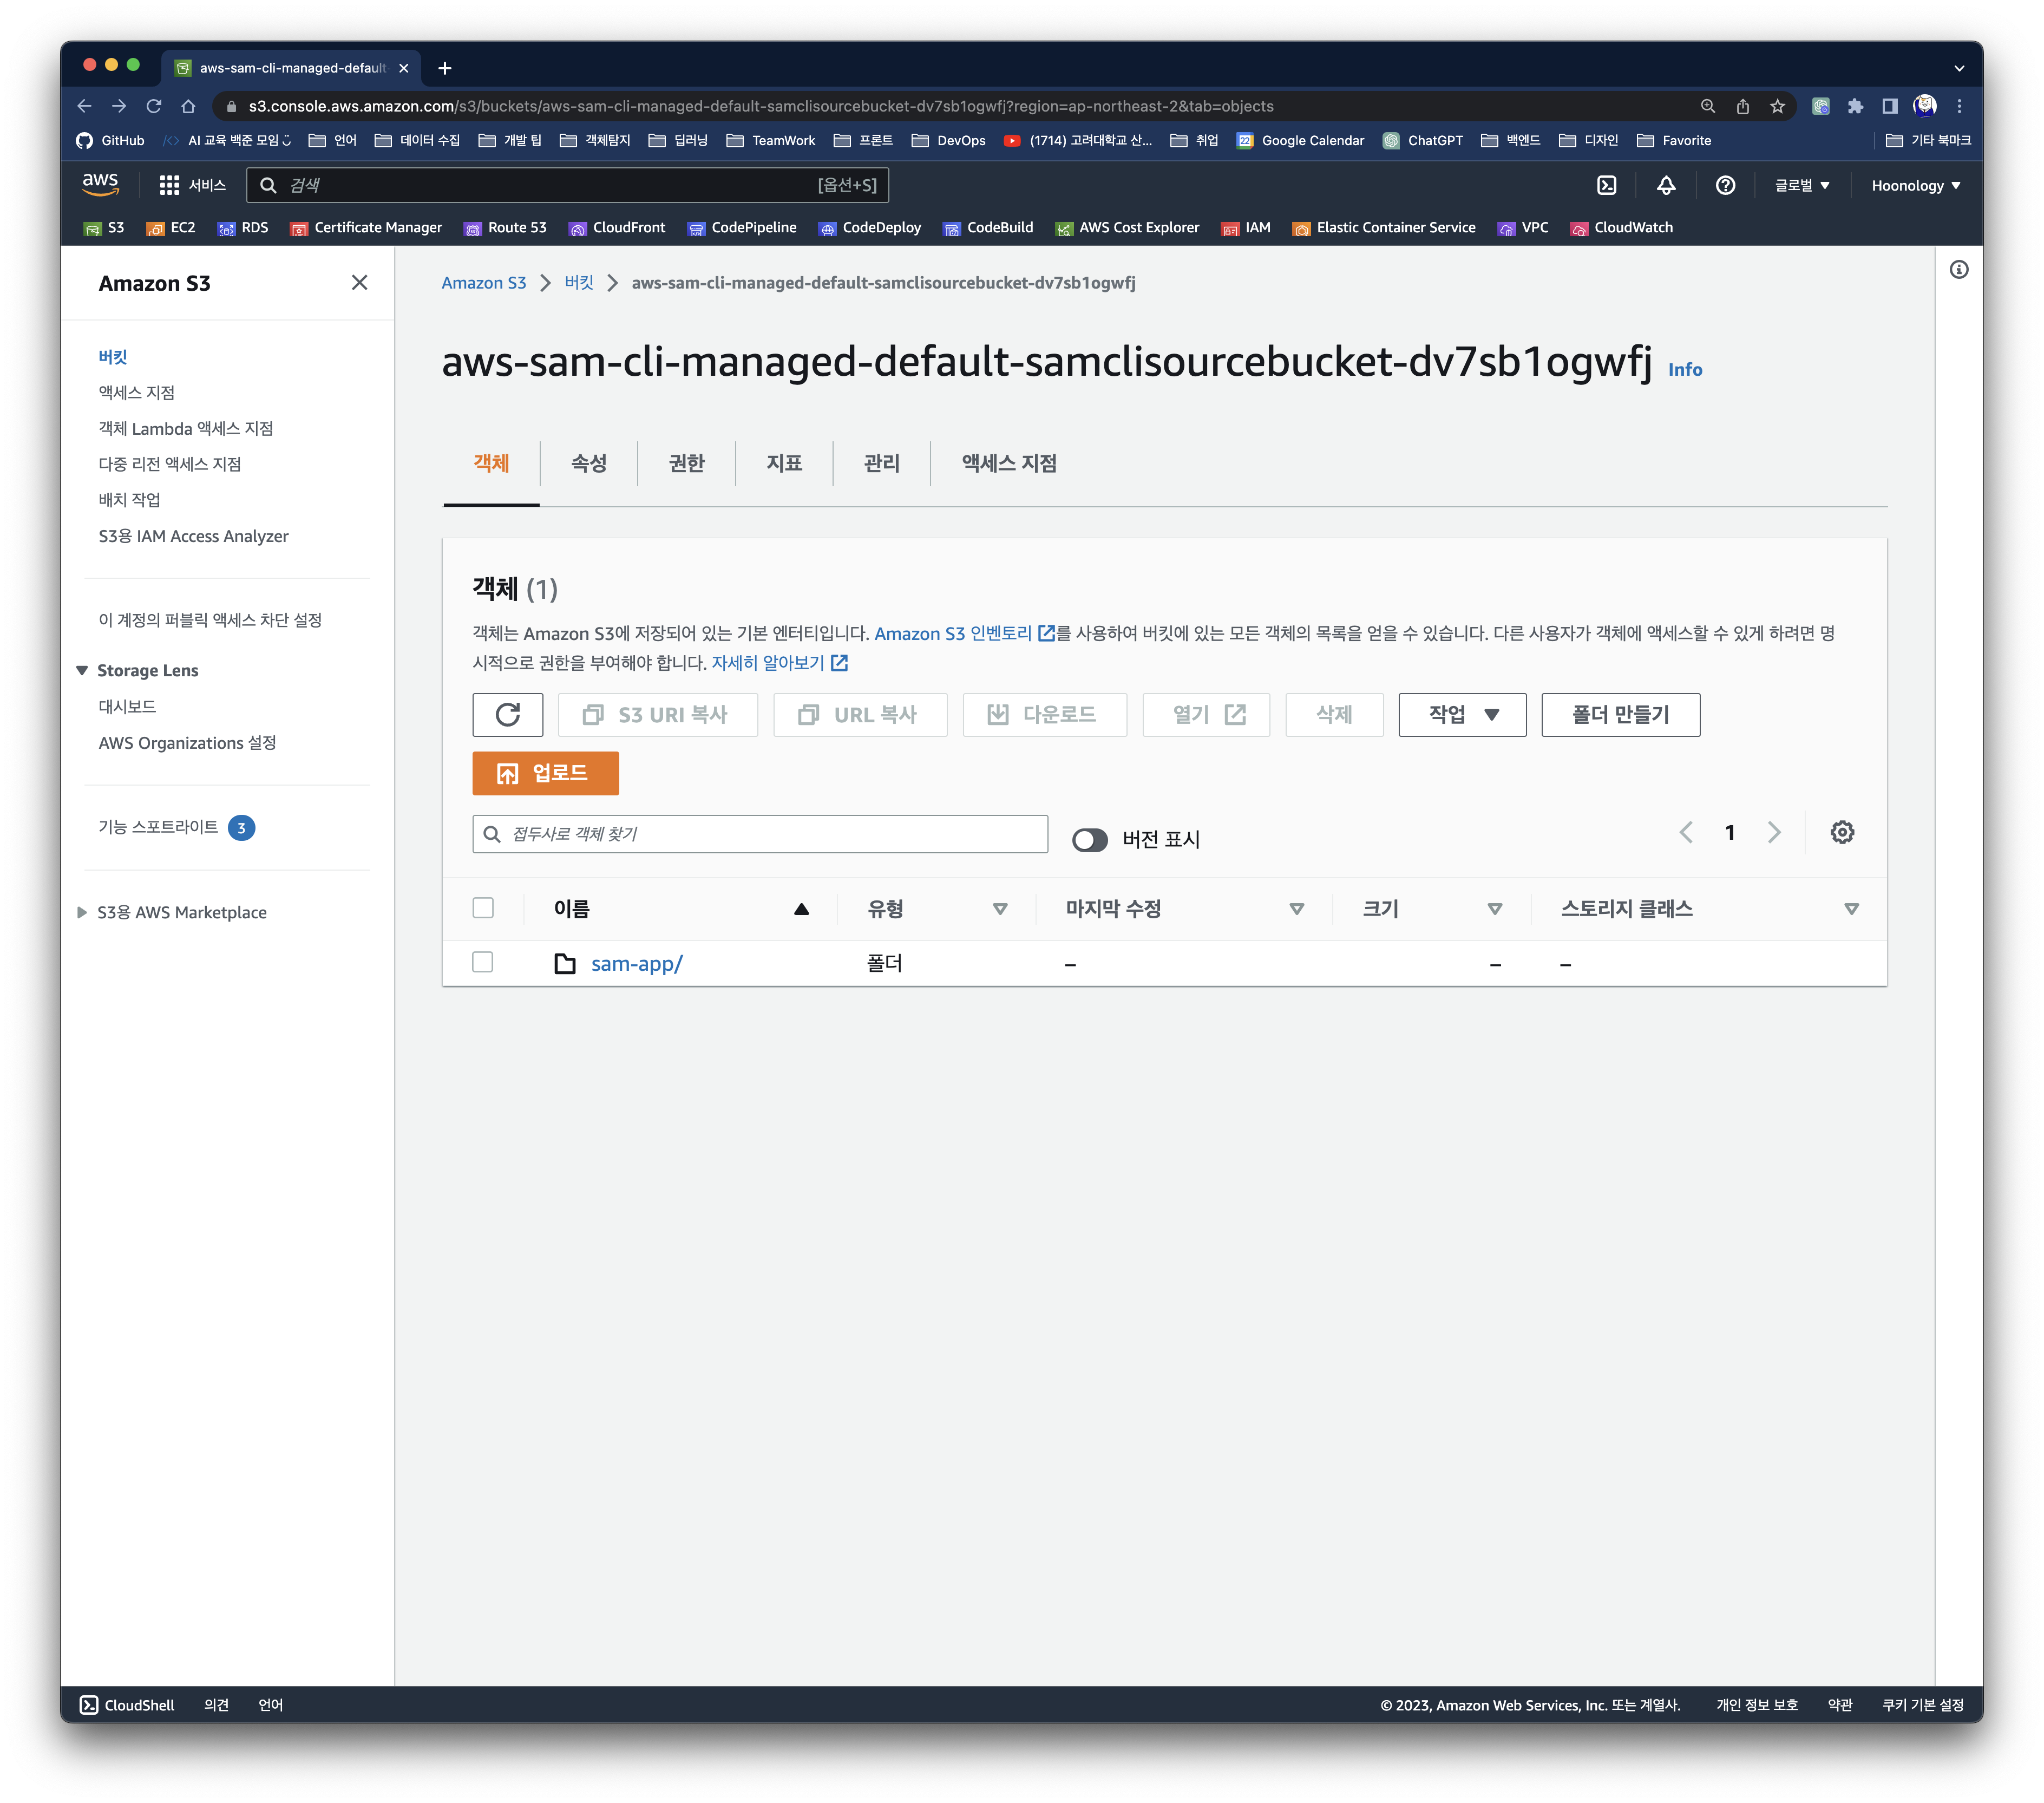 aws-sam-cli-managed-default
s3.console.aws.amazon.com/s3/buckets/aws-sam-cli-managed-default-samclisourcebucket-dv7sb1ogwfj?region=ap-northeast-2&tab=objects
GitHub AI 교육 백준 모임 언어 데이터 수집 개발 팁 객체탐지 딥러닝 TeamWork 프론트 DevOps (1714) 고려대학교 산... 취업 22 Google Calendar ChatGPT 백엔드 디자인 Favorite 기타 북마크
aws 서비스 검색 [옵션+S] 글로벌 Hoonology
S3 EC2 RDS Certificate Manager Route 53 CloudFront CodePipeline CodeDeploy CodeBuild AWS Cost Explorer IAM Elastic Container Service VPC CloudWatch
Amazon S3
버킷
액세스 지점
객체 Lambda 액세스 지점
다중 리전 액세스 지점
배치 작업
S3용 IAM Access Analyzer
이 계정의 퍼블릭 액세스 차단 설정
Storage Lens
대시보드
AWS Organizations 설정
기능 스포트라이트 3
S3용 AWS Marketplace
Amazon S3 버킷 aws-sam-cli-managed-default-samclisourcebucket-dv7sb1ogwfj
aws-sam-cli-managed-default-samclisourcebucket-dv7sb1ogwfj Info
객체 속성 권한 지표 관리 액세스 지점
객체 (1)
객체는 Amazon S3에 저장되어 있는 기본 엔터티입니다. Amazon S3 인벤토리 를 사용하여 버킷에 있는 모든 객체의 목록을 얻을 수 있습니다. 다른 사용자가 객체에 액세스할 수 있게 하려면 명
시적으로 권한을 부여해야 합니다. 자세히 알아보기
S3 URI 복사 URL 복사 다운로드 열기 삭제 작업 폴더 만들기
업로드
접두사로 객체 찾기 버전 표시 1
이름 유형 마지막 수정 크기 스토리지 클래스
sam-app/ 폴더 – – –
CloudShell 의견 언어 © 2023, Amazon Web Services, Inc. 또는 계열사. 개인 정보 보호 약관 쿠키 기본 설정